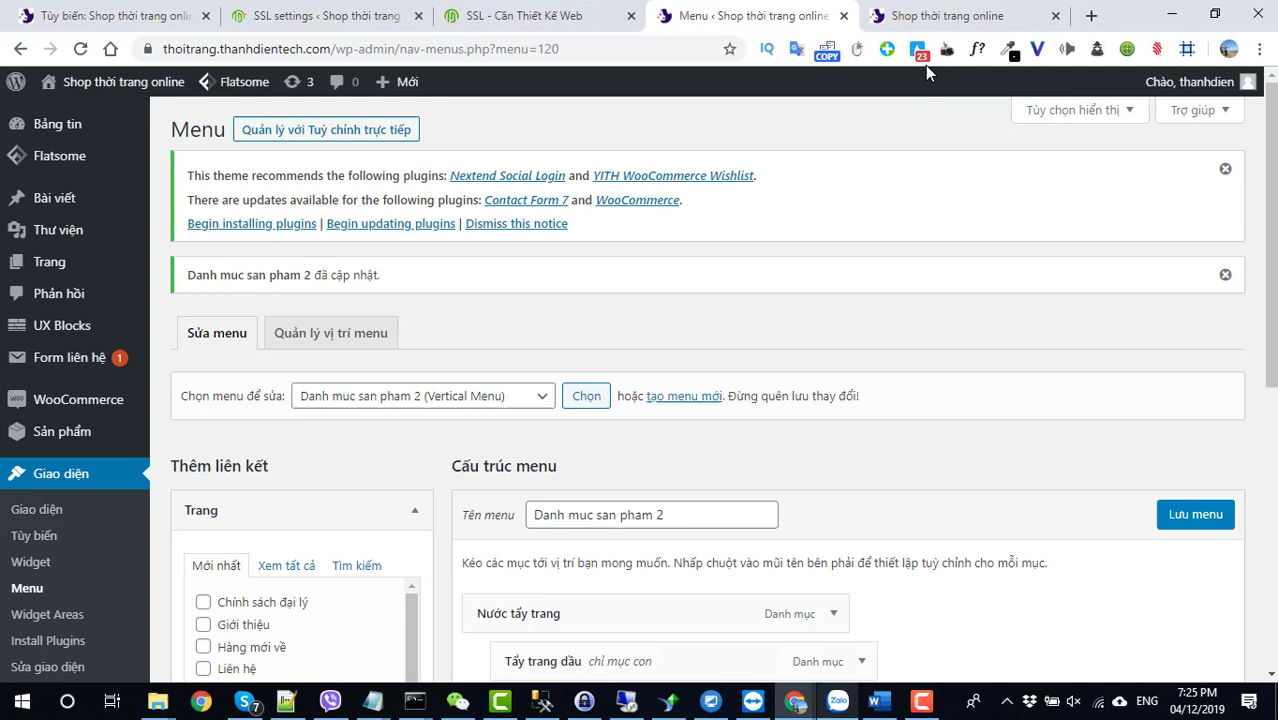 Tùy biến: Shop thời trang onlin
SSL settings ‹ Shop thời trang
SSL - Cần Thiết Kế Web
Menu ‹ Shop thời trang online
Shop thời trang online
thoitrang.thanhdientech.com/wp-admin/nav-menus.php?menu=120
COPY
23
Shop thời trang online
Flatsome
3
0
Mới
Chào, thanhdien
Bảng tin
Flatsome
Bài viết
Thư viện
Trang
Phản hồi
UX Blocks
Form liên hệ 1
WooCommerce
Sản phẩm
Giao diện
Giao diện
Tùy biến
Widget
Menu
Widget Areas
Install Plugins
Sửa giao diện
Tùy chọn hiển thị
Trợ giúp
Menu
Quản lý với Tuỳ chỉnh trực tiếp
This theme recommends the following plugins: Nextend Social Login and YITH WooCommerce Wishlist.
There are updates available for the following plugins: Contact Form 7 and WooCommerce.
Begin installing plugins | Begin updating plugins | Dismiss this notice
Danh muc san pham 2 đã cập nhật.
Sửa menu
Quản lý vị trí menu
Chọn menu để sửa: Danh muc san pham 2 (Vertical Menu) Chọn hoặc tạo menu mới. Đừng quên lưu thay đổi!
Thêm liên kết
Trang
Mới nhất
Xem tất cả
Tìm kiếm
Chính sách đại lý
Giới thiệu
Hàng mới về
Liên hệ
Cấu trúc menu
Tên menu Danh muc san pham 2
Lưu menu
Kéo các mục tới vị trí bạn mong muốn. Nhấp chuột vào mũi tên bên phải để thiết lập tuỳ chỉnh cho mỗi mục.
Nước tẩy trang Danh mục
Tẩy trang dầu chỉ mục con Danh mục
7
Zalo
ENG
7:25 PM
04/12/2019